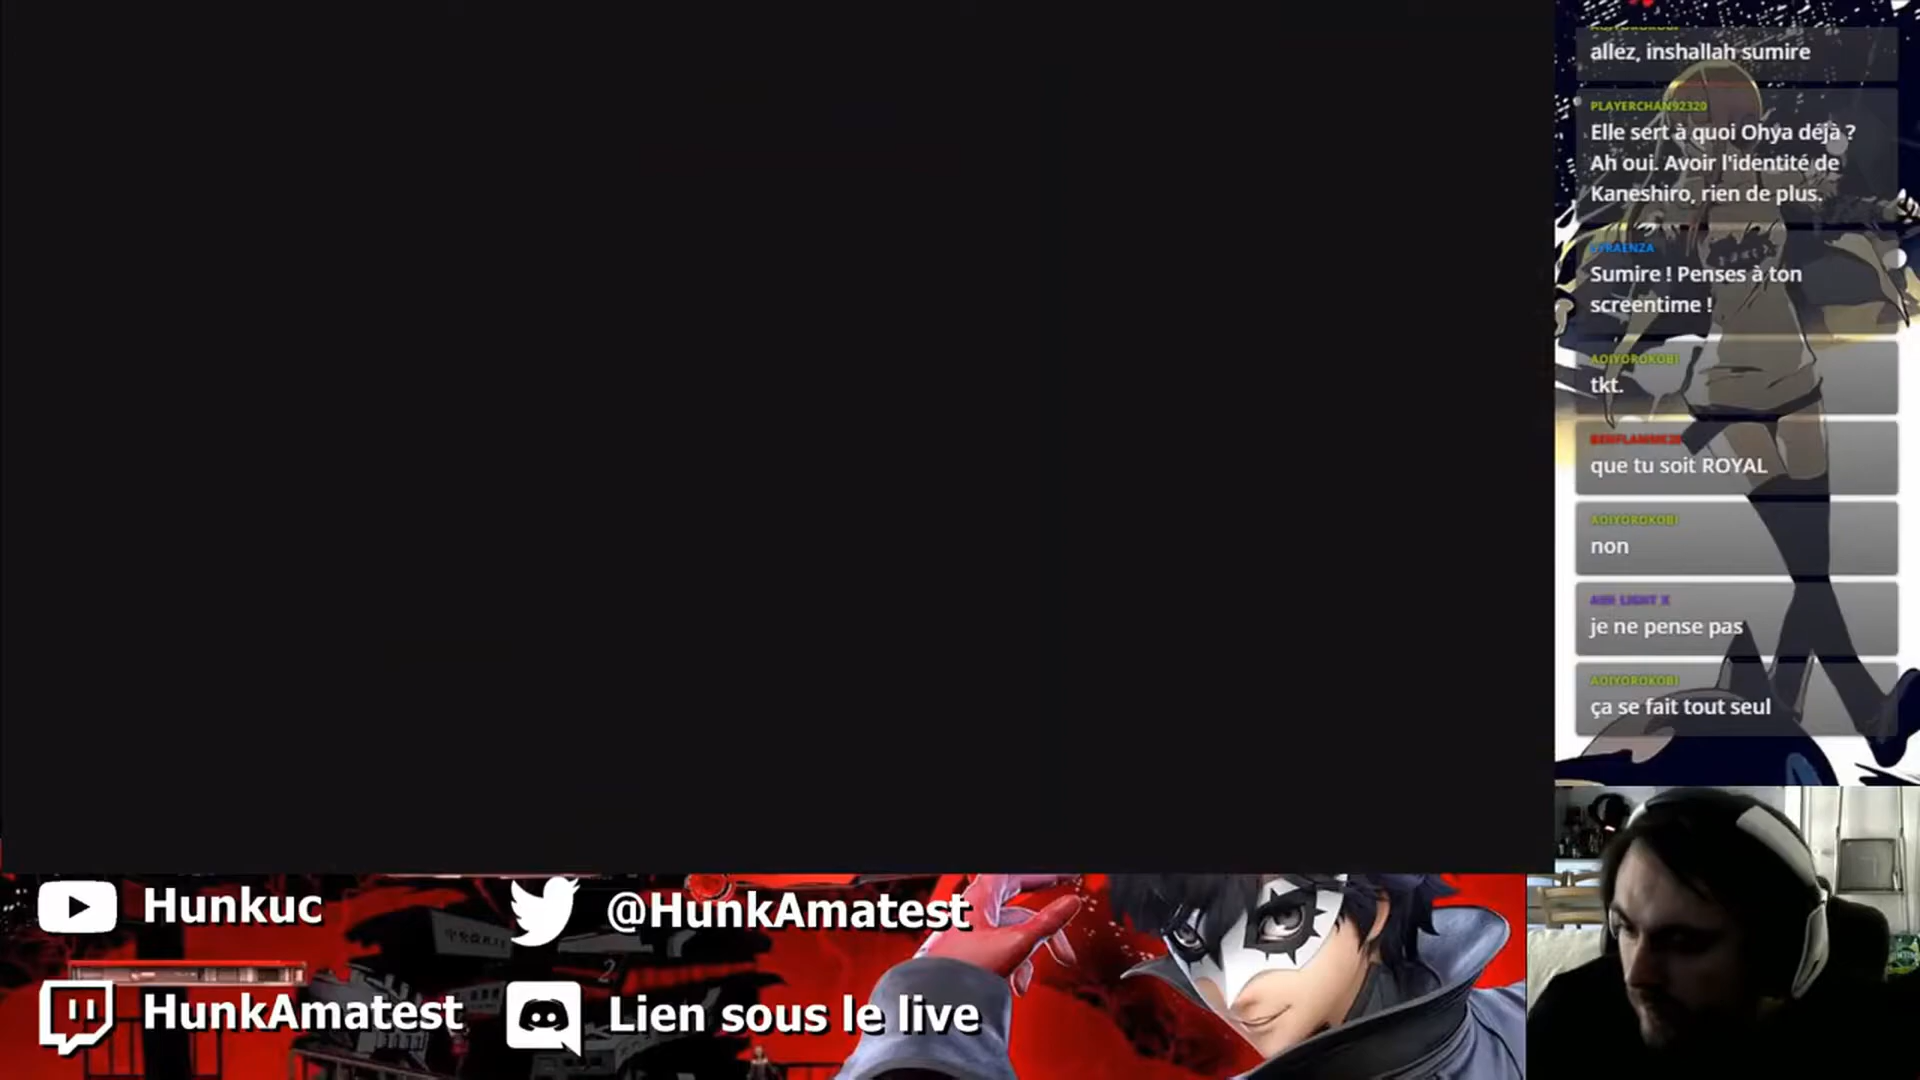 allez, inshallah sumire
PLAYERCHAN92320
Elle sert à quoi Ohya déjà ?
Ah oui. Avoir l'identité de
Kaneshiro, rien de plus.
Sumire ! Penses à ton
screentime !
AOIYOROKOBI
tkt.
que tu soit ROYAL
AOIYOROKOBI
non
je ne pense pas
AOIYOROKOBI
ça se fait tout seul
Hunkuc
@HunkAmatest
HunkAmatest
Lien sous le live